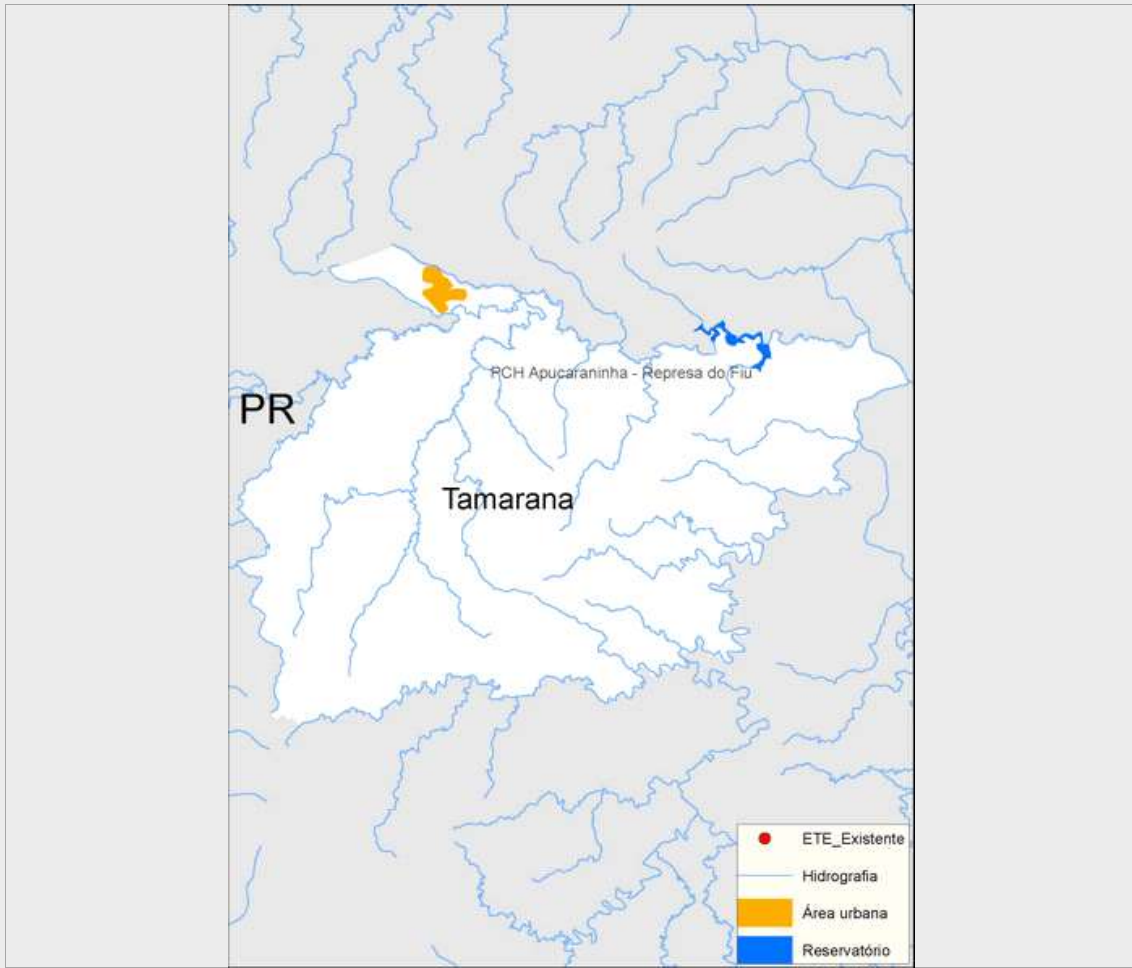 PCH Apucaraninha - Represa do Fiu
PR
Tamarana
ETE_Existente
Hidrografia
Área urbana
Reservatório